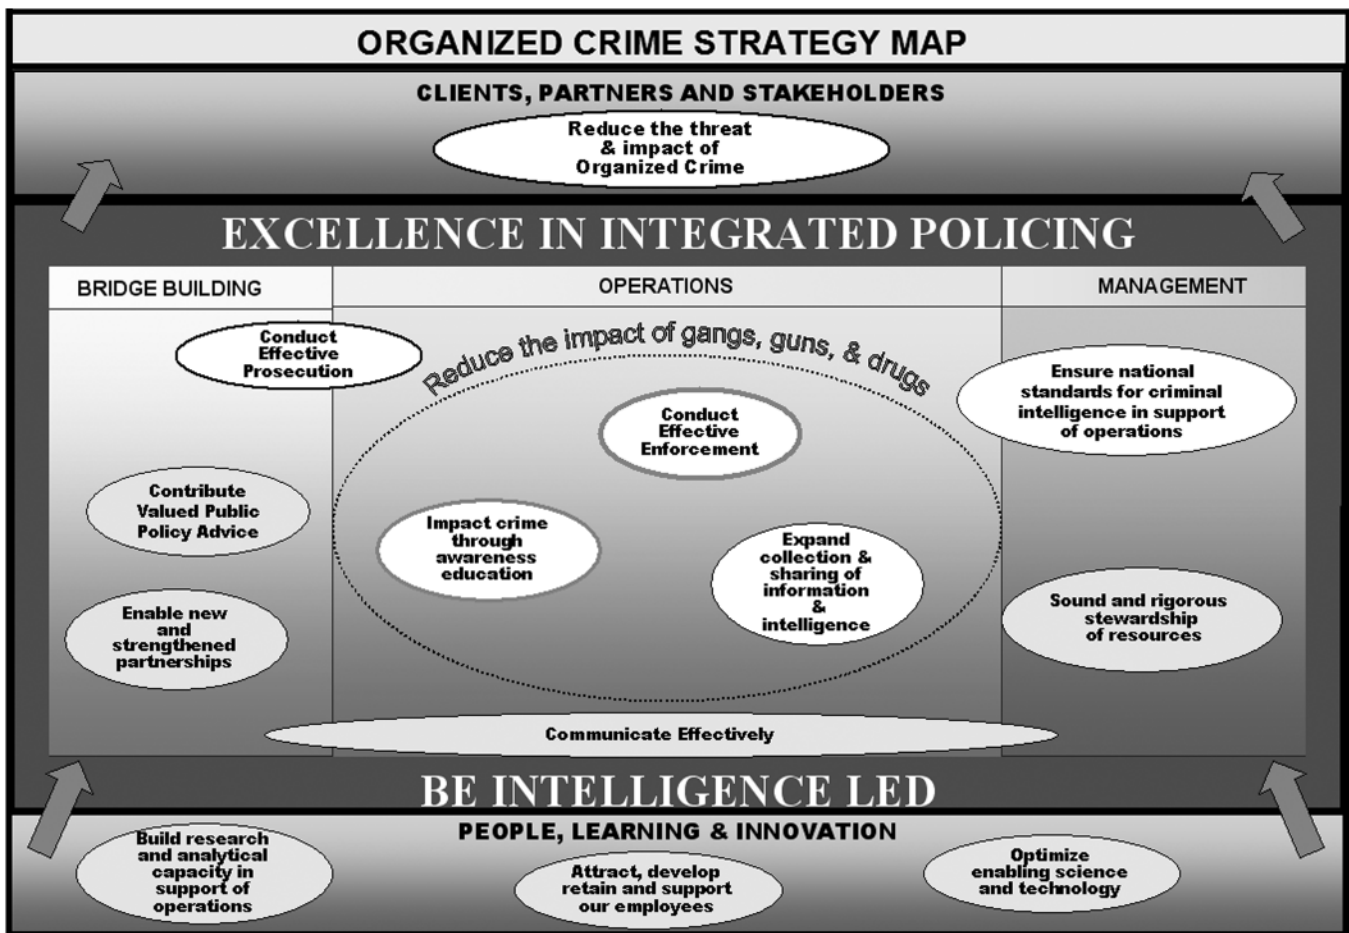 ORGANIZED CRIME STRATEGY MAP
CLIENTS, PARTNERS AND STAKEHOLDERS
Reduce the threat
& impact of
Organized Crime
EXCELLENCE IN INTEGRATED POLICING
BRIDGE BUILDING
OPERATIONS
MANAGEMENT
Conduct
Effective
Prosecution
Contribute
Valued Public
Policy Advice
Enable new
and
strengthened
partnerships
Reduce the impact of gangs, guns, & drugs
Conduct
Effective
Enforcement
Impact crime
through
awareness
education
Expand
collection &
sharing of
information
&
intelligence
Ensure national
standards for criminal
intelligence in support
of operations
Sound and rigorous
stewardship
of resources
Communicate Effectively
BE INTELLIGENCE LED
PEOPLE, LEARNING & INNOVATION
Build research
and analytical
capacity in
support of
operations
Attract, develop
retain and support
our employees
Optimize
enabling science
and technology